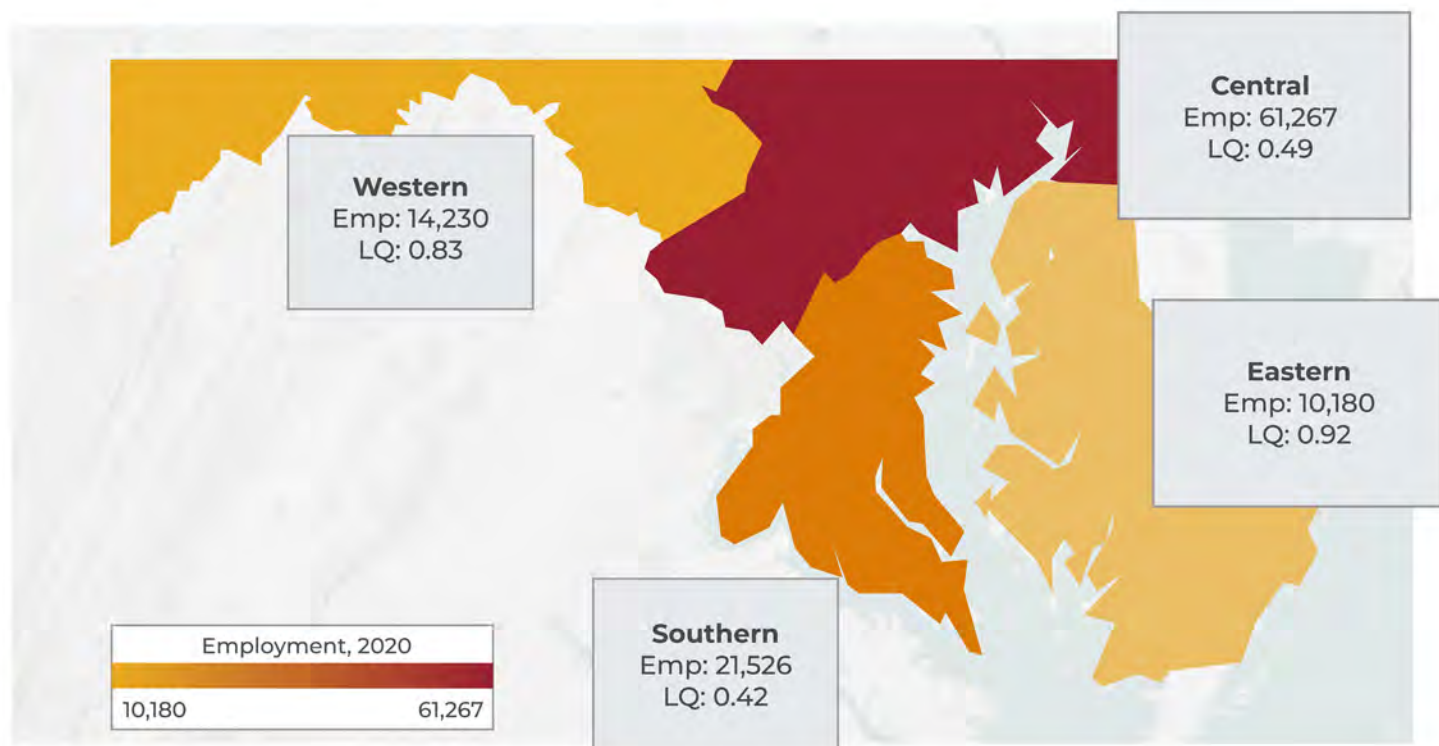 Central
Emp: 61,267
LQ: 0.49
Western
Emp: 14,230
LQ: 0.83
Eastern
Emp: 10,180
LQ: 0.92
Southern
Emp: 21,526
LQ: 0.42
Employment, 2020
10,180 61,267